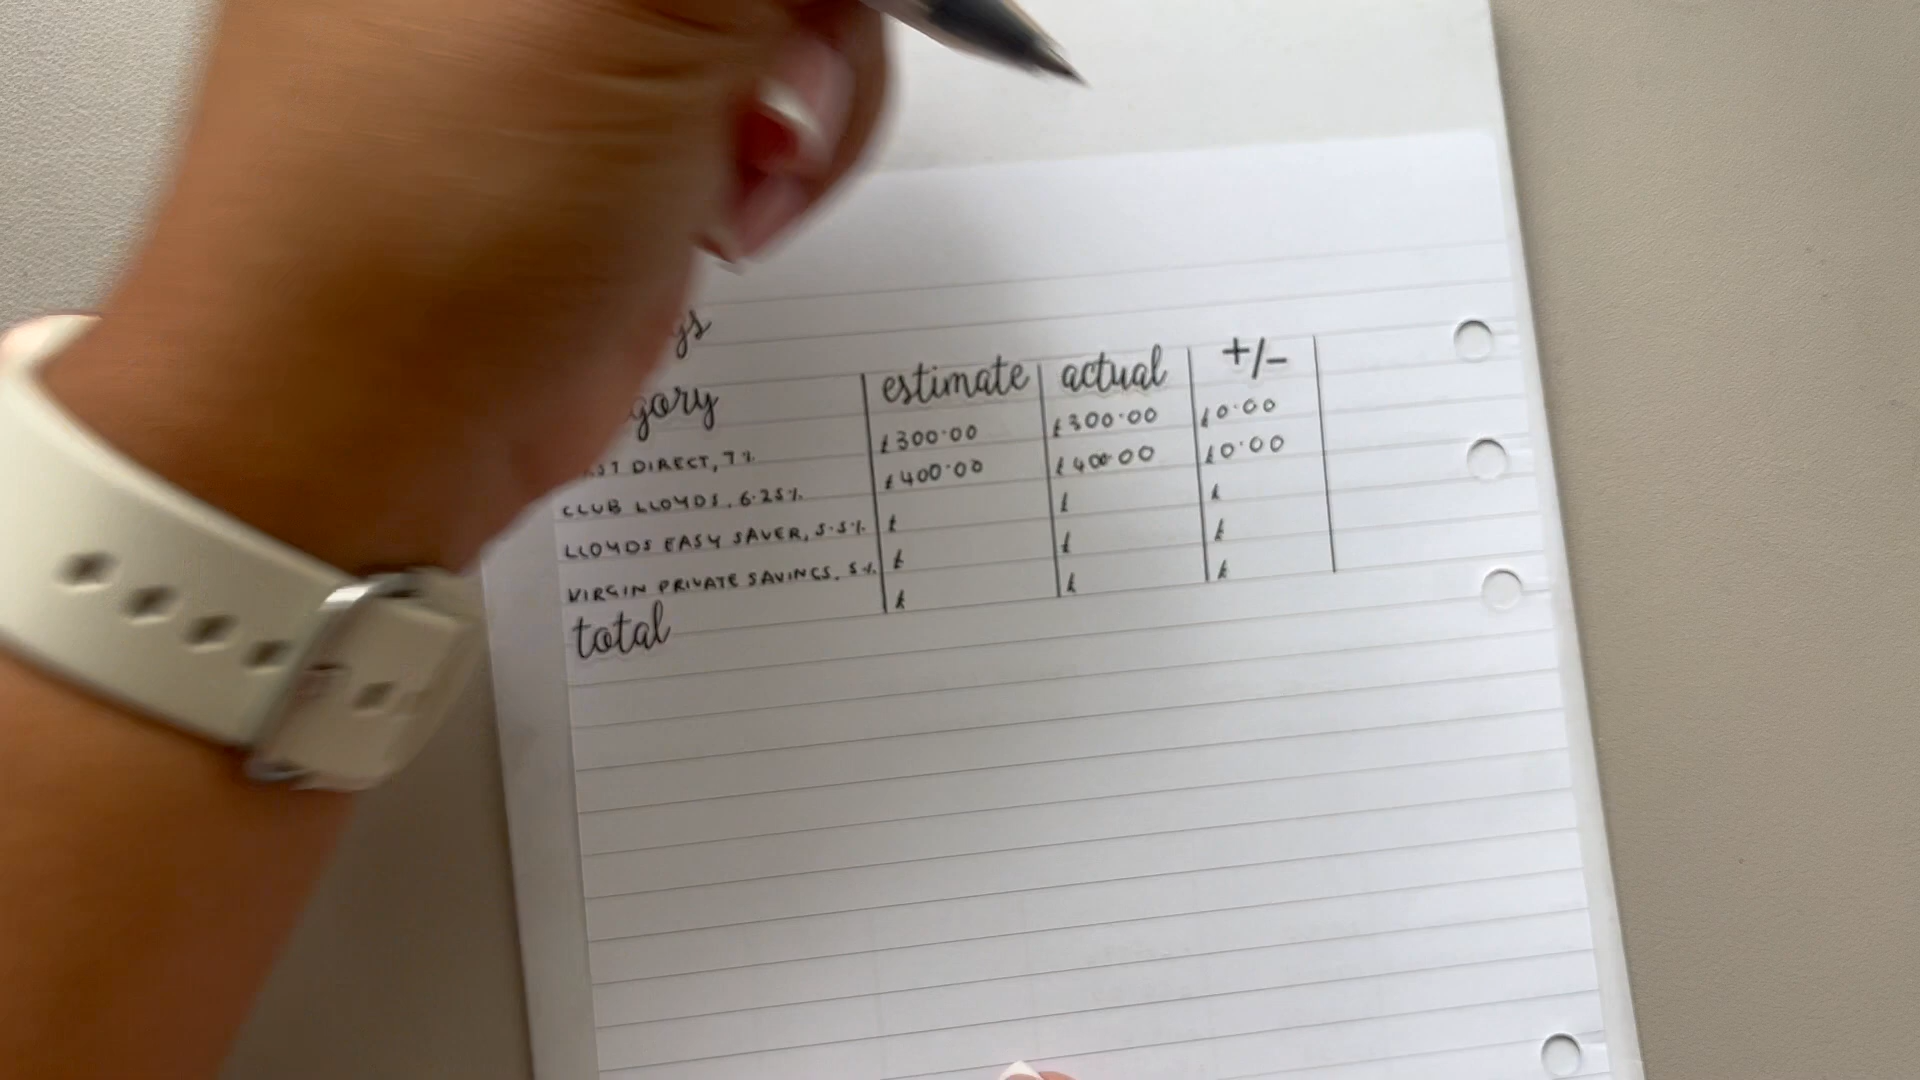 estimate actual +/-
DIRECT, 7% £300.00 £300.00 £0.00
CLUB LLOYDS, 6.25% £400.00 £400.00 £0.00
LLOYDS EASY SAVER, 5.5% £ £ £
VIRGIN PRIVATE SAVINGS, 5% £ £ £
total £ £ £